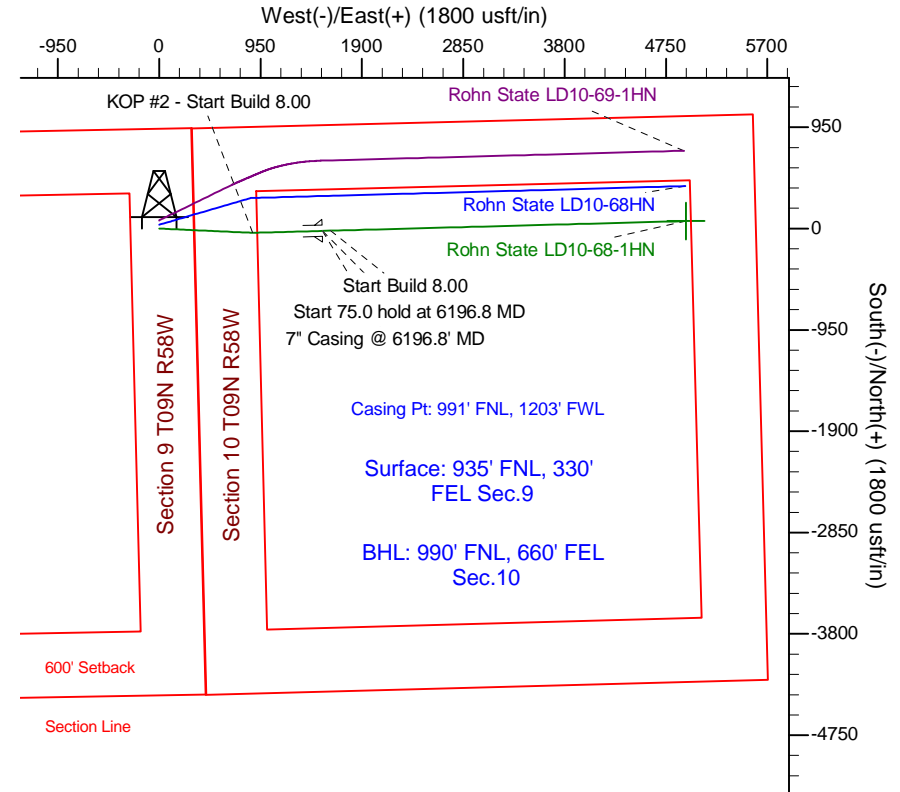 West(-)/East(+) (1800 usft/in)
-950 0 950 1900 2850 3800 4750 5700
KOP #2 - Start Build 8.00
Rohn State LD10-69-1HN
950
Rohn State LD10-68HN
0
Rohn State LD10-68-1HN
Start Build 8.00
Start 75.0 hold at 6196.8 MD
7" Casing @ 6196.8' MD
-950
South(-)/North(+) (1800 usft/in)
Section 9 T09N R58W
Section 10 T09N R58W
Casing Pt: 991' FNL, 1203' FWL
-1900
Surface: 935' FNL, 330'
FEL Sec.9
-2850
BHL: 990' FNL, 660' FEL
Sec.10
-3800
600' Setback
Section Line
-4750